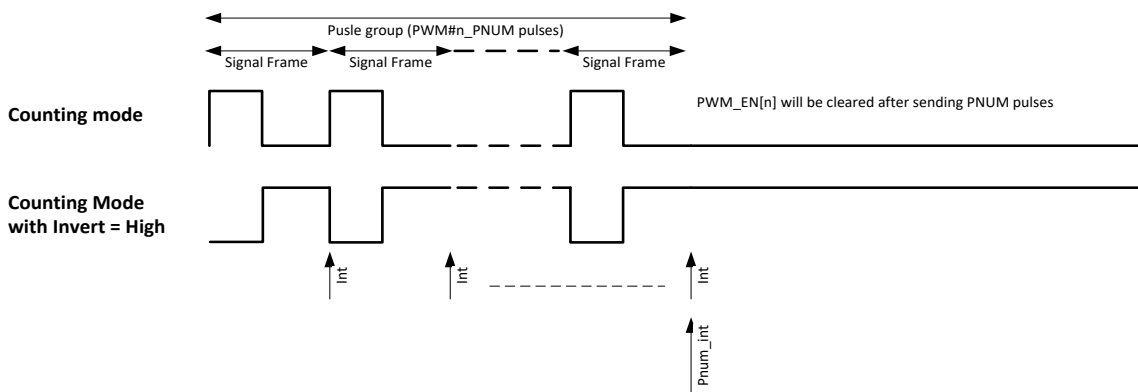 Pusle group (PWM#n_PNUM pulses)
Signal Frame
Signal Frame
Signal Frame
Counting mode
PWM_EN[n] will be cleared after sending PNUM pulses
Counting Mode
with Invert = High
Int
Int
Int
Pnum_int